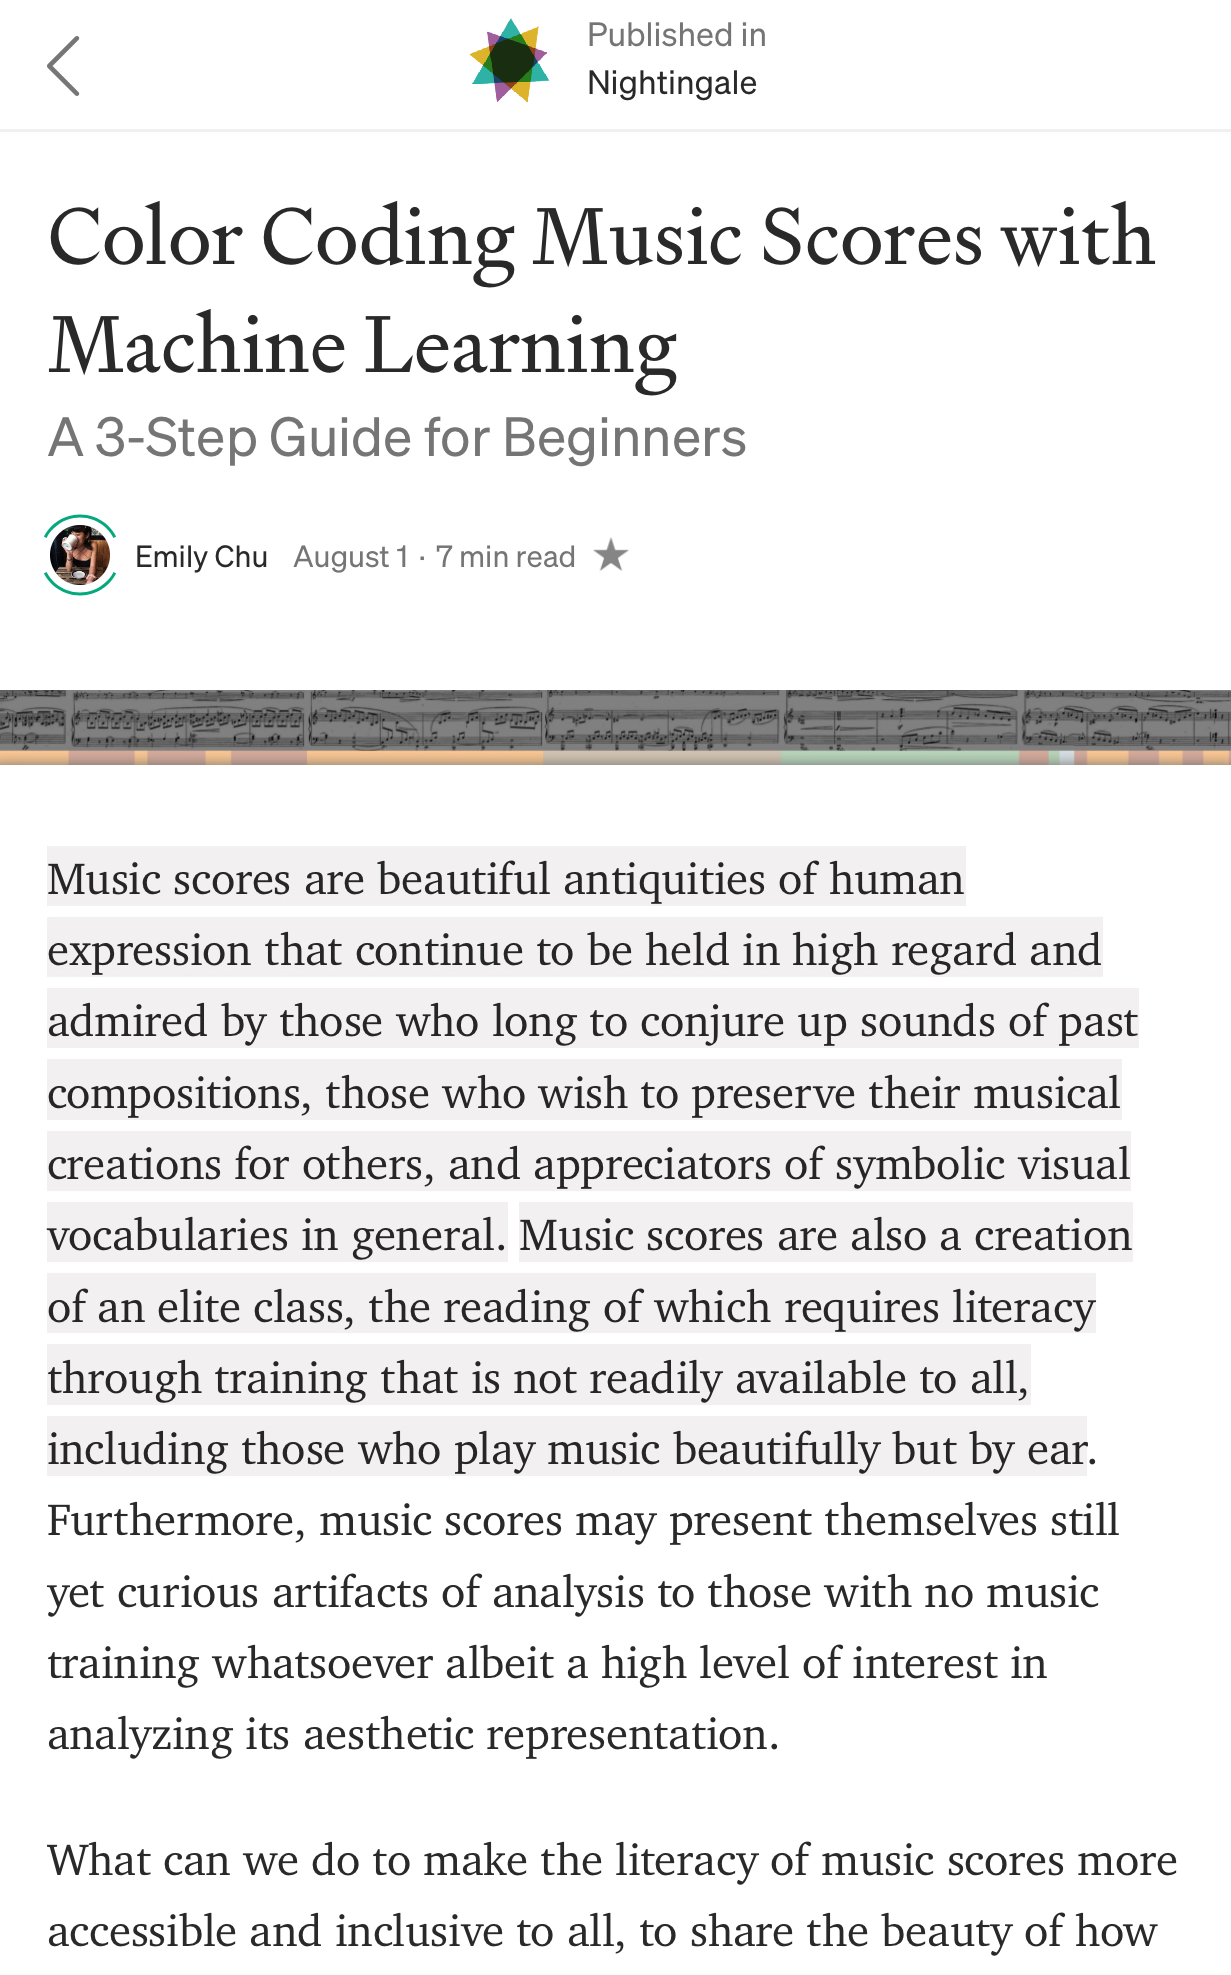 Published in
Nightingale
Color Coding Music Scores with
Machine Learning
A 3-Step Guide for Beginners
Emily Chu August 1 · 7 min read ★
Music scores are beautiful antiquities of human
expression that continue to be held in high regard and
admired by those who long to conjure up sounds of past
compositions, those who wish to preserve their musical
creations for others, and appreciators of symbolic visual
vocabularies in general. Music scores are also a creation
of an elite class, the reading of which requires literacy
through training that is not readily available to all,
including those who play music beautifully but by ear.
Furthermore, music scores may present themselves still
yet curious artifacts of analysis to those with no music
training whatsoever albeit a high level of interest in
analyzing its aesthetic representation.
What can we do to make the literacy of music scores more
accessible and inclusive to all, to share the beauty of how